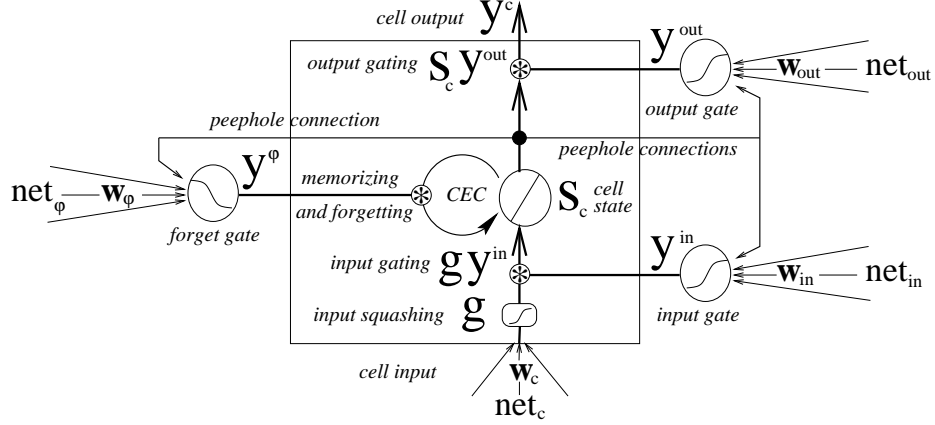 cell output y^c
output gating S_c y^out * y^out w_out net_out
output gate
peephole connection
peephole connections
net_φ w_φ y^φ memorizing * CEC S_c cell
and forgetting state
forget gate
input gating g y^in * y^in w_in net_in
input squashing g input gate
cell input w_c
net_c